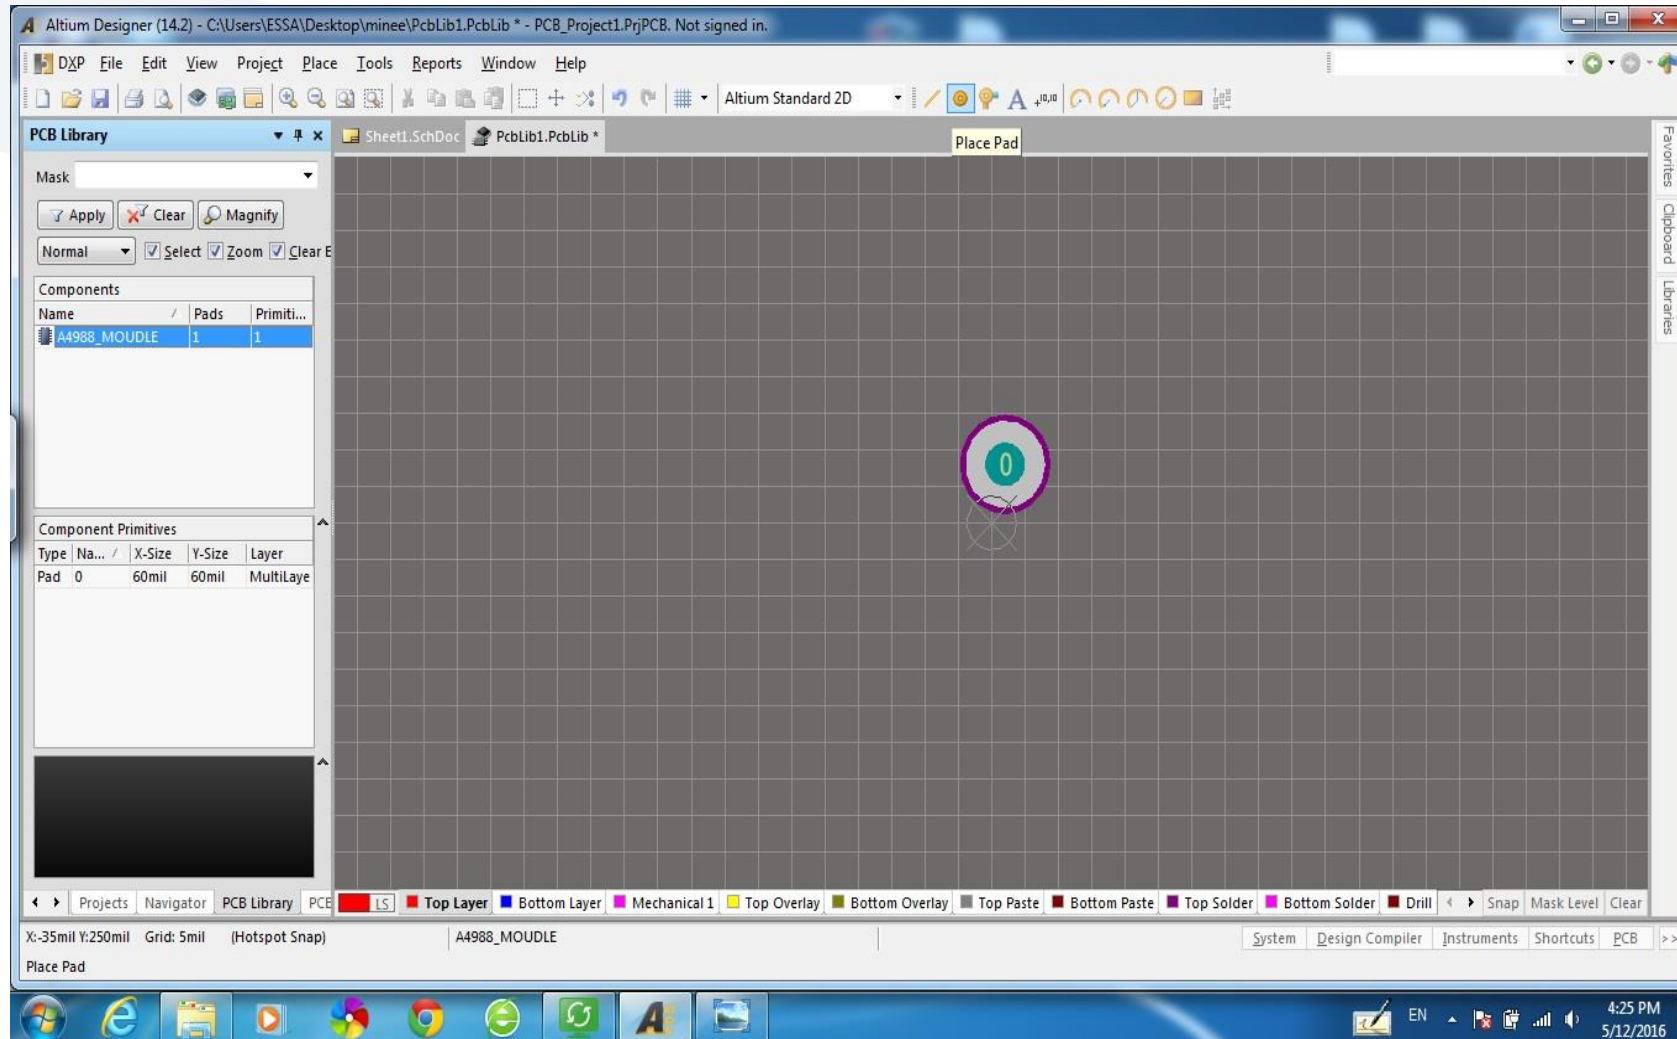 Altium Designer (14.2) - C:\Users\ESSA\Desktop\minee\PcbLib1.PcbLib * - PCB_Project1.PrjPCB. Not signed in.
DXP File Edit View Project Place Tools Reports Window Help
Altium Standard 2D
A +10,10
PCB Library
Sheet1.SchDoc PcbLib1.PcbLib *
Place Pad
Mask
Apply Clear Magnify
Normal Select Zoom Clear E
Components
Name / Pads Primiti...
A4988_MOUDLE 1 1
0
Component Primitives
Type Na... / X-Size Y-Size Layer
Pad 0 60mil 60mil MultiLaye
Favorites
Clipboard
Libraries
Projects Navigator PCB Library PCE
LS Top Layer Bottom Layer Mechanical 1 Top Overlay Bottom Overlay Top Paste Bottom Paste Top Solder Bottom Solder Drill Snap Mask Level Clear
X:-35mil Y:250mil Grid: 5mil (Hotspot Snap) A4988_MOUDLE
System Design Compiler Instruments Shortcuts PCB >>
Place Pad
EN
4:25 PM
5/12/2016